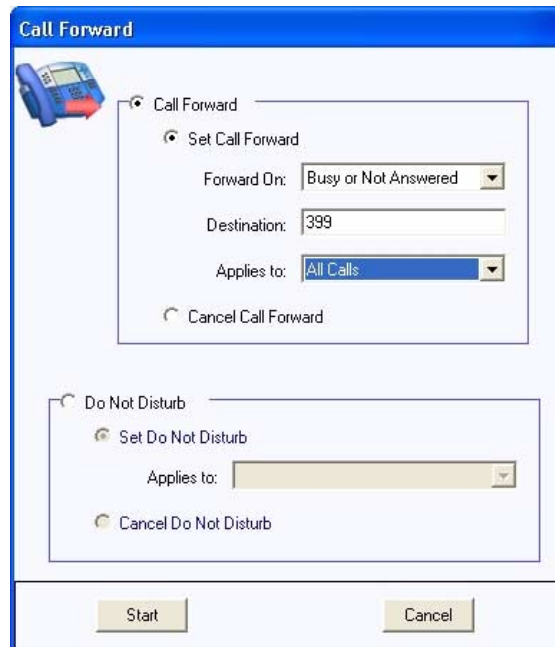 Call Forward
Call Forward
Set Call Forward
Forward On: Busy or Not Answered
Destination: 399
Applies to: All Calls
Cancel Call Forward
Do Not Disturb
Set Do Not Disturb
Applies to:
Cancel Do Not Disturb
Start Cancel